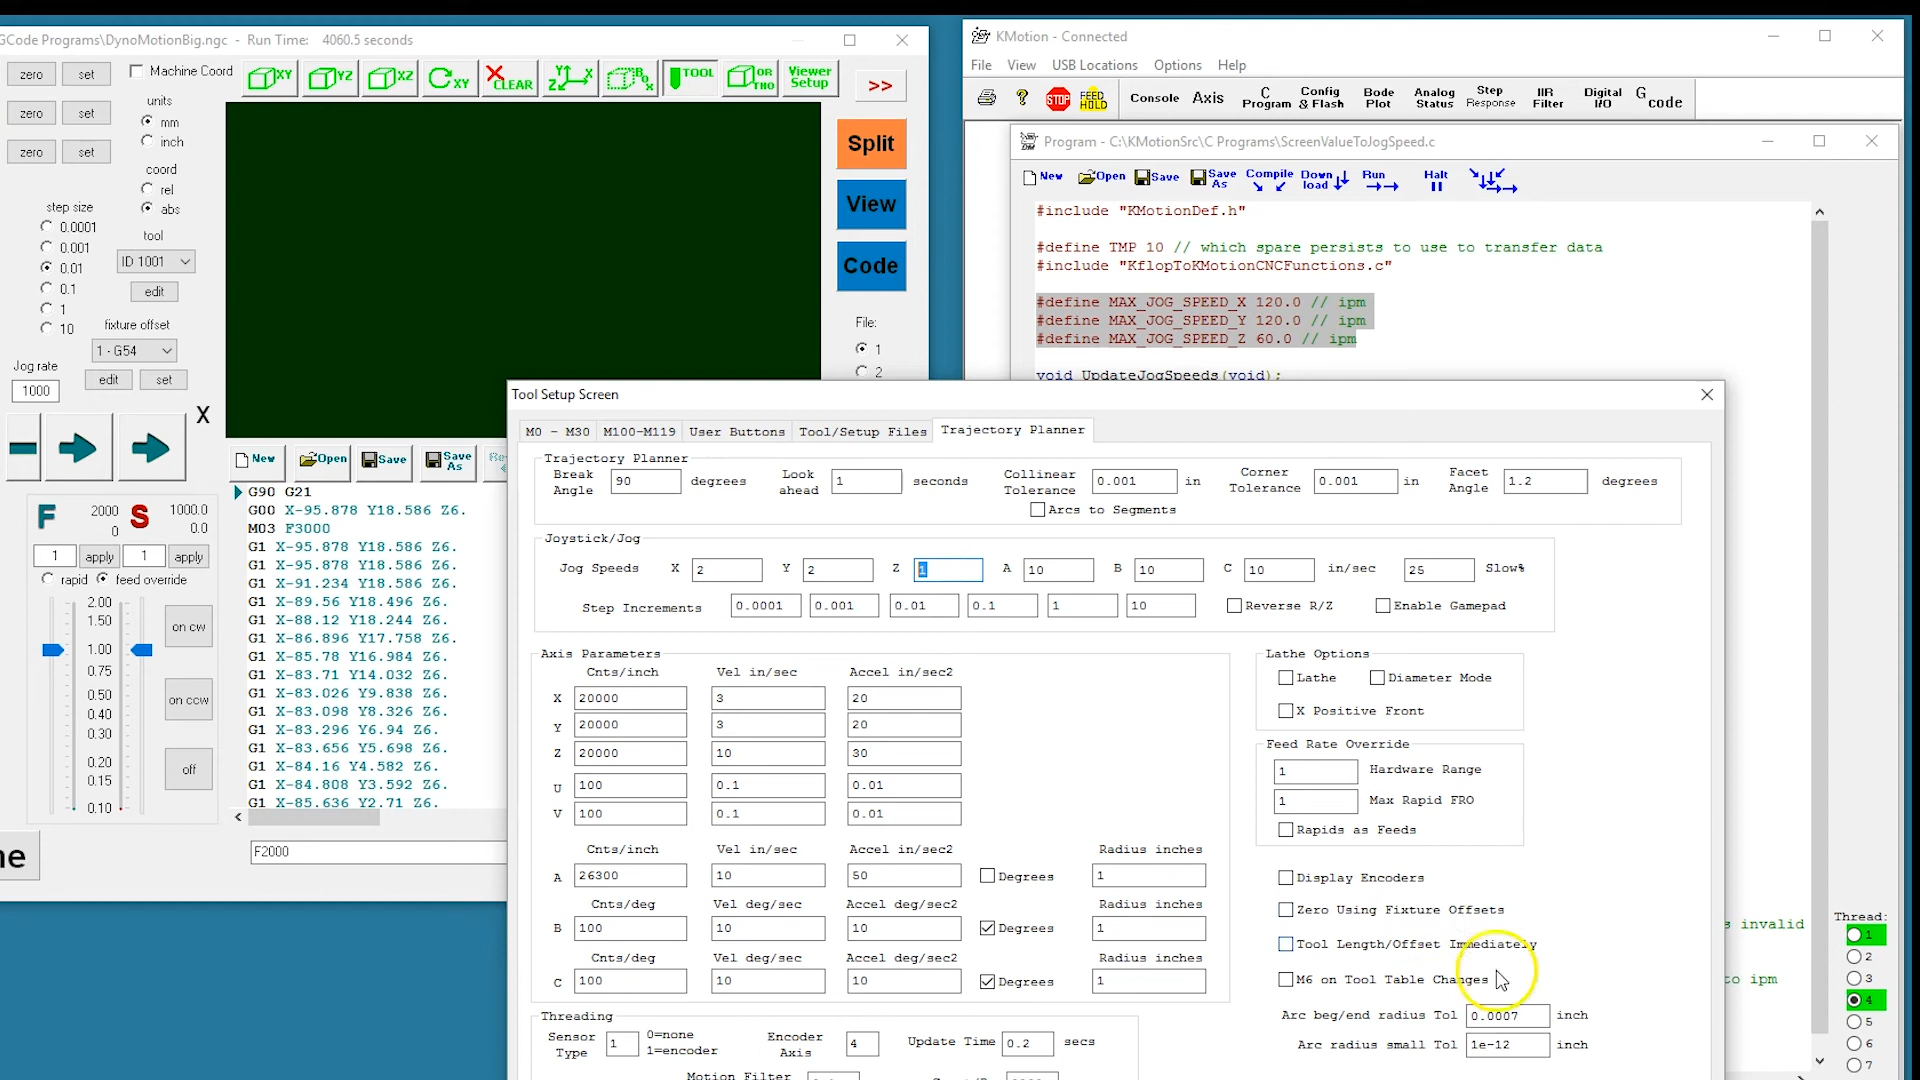 GCode Programs\DynoMotionBig.ngc - Run Time: 4060.5 seconds
zero set
Machine Coord
zero set
zero set
units
mm
inch
coord
rel
abs
step size
0.0001
0.001
0.01
0.1
1
10
tool
ID 1001
edit
fixture offset
1 - G54
edit set
Jog rate
1000
X
XY YZ XZ XY CLEAR Z Y X BOX TOOL ORTHO Viewer Setup >>
Split
View
Code
File:
1
2
New Open Save Save As
F 2000 0 S 1000.0 0.0
1 apply 1 apply
rapid feed override
2.00
1.50
1.00
0.75
0.50
0.40
0.30
0.20
0.15
0.10
on cw
on ccw
off
G90 G21
G00 X-95.878 Y18.586 Z6.
M03 F3000
G1 X-95.878 Y18.586 Z6.
G1 X-95.878 Y18.586 Z6.
G1 X-91.234 Y18.586 Z6.
G1 X-89.56 Y18.496 Z6.
G1 X-88.12 Y18.244 Z6.
G1 X-86.896 Y17.758 Z6.
G1 X-85.78 Y16.984 Z6.
G1 X-83.71 Y14.032 Z6.
G1 X-83.026 Y9.838 Z6.
G1 X-83.098 Y8.326 Z6.
G1 X-83.296 Y6.94 Z6.
G1 X-83.656 Y5.698 Z6.
G1 X-84.16 Y4.582 Z6.
G1 X-84.808 Y3.592 Z6.
G1 X-85.636 Y2.71 Z6.
F2000
ne
KMotion - Connected
File View USB Locations Options Help
STOP FEED HOLD Console Axis C Program Config & Flash Bode Plot Analog Status Step Response IIR Filter Digital I/O G code
Program - C:\KMotionSrc\C Programs\ScreenValueToJogSpeed.c
New Open Save Save As Compile Down load Run Halt
#include "KMotionDef.h"
#define TMP 10 // which spare persists to use to transfer data
#include "KflopToKMotionCNCFunctions.c"
#define MAX_JOG_SPEED_X 120.0 // ipm
#define MAX_JOG_SPEED_Y 120.0 // ipm
#define MAX_JOG_SPEED_Z 60.0 // ipm
void UpdateJogSpeeds(void);
s invalid
to ipm
Thread:
1
2
3
4
5
6
7
Tool Setup Screen
M0 - M30 M100-M119 User Buttons Tool/Setup Files Trajectory Planner
Trajectory Planner
Break Angle 90 degrees Look ahead 1 seconds Collinear Tolerance 0.001 in Corner Tolerance 0.001 in Facet Angle 1.2 degrees
Arcs to Segments
Joystick/Jog
Jog Speeds X 2 Y 2 Z 1 A 10 B 10 C 10 in/sec 25 Slow%
Step Increments 0.0001 0.001 0.01 0.1 1 10 Reverse R/Z Enable Gamepad
Axis Parameters
Cnts/inch Vel in/sec Accel in/sec2
X 20000 3 20
Y 20000 3 20
Z 20000 10 30
U 100 0.1 0.01
V 100 0.1 0.01
Cnts/inch Vel in/sec Accel in/sec2 Radius inches
A 26300 10 50 Degrees 1
Cnts/deg Vel deg/sec Accel deg/sec2 Radius inches
B 100 10 10 Degrees 1
Cnts/deg Vel deg/sec Accel deg/sec2 Radius inches
C 100 10 10 Degrees 1
Lathe Options
Lathe Diameter Mode
X Positive Front
Feed Rate Override
1 Hardware Range
1 Max Rapid FRO
Rapids as Feeds
Display Encoders
Zero Using Fixture Offsets
Tool Length/Offset Immediately
M6 on Tool Table Changes
Arc beg/end radius Tol 0.0007 inch
Arc radius small Tol 1e-12 inch
Threading
Sensor Type 1 0=none 1=encoder Encoder Axis 4 Update Time 0.2 secs
Motion Filter